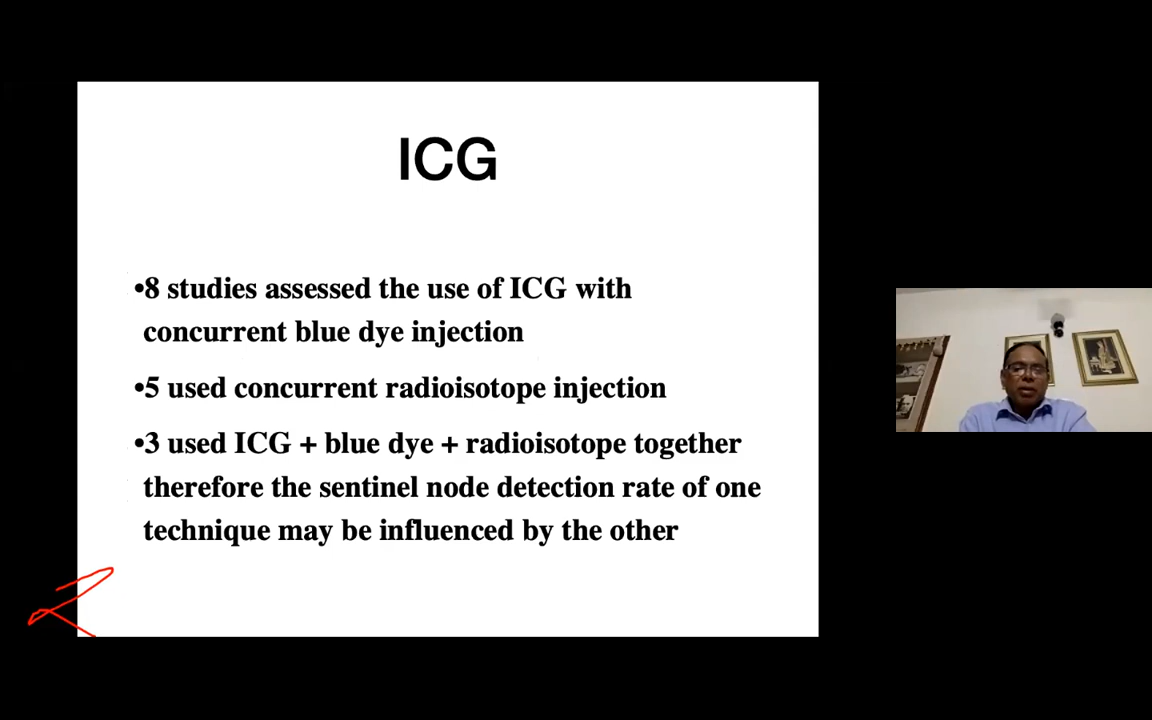 ICG
•8 studies assessed the use of ICG with
concurrent blue dye injection
•5 used concurrent radioisotope injection
•3 used ICG + blue dye + radioisotope together
therefore the sentinel node detection rate of one
technique may be influenced by the other